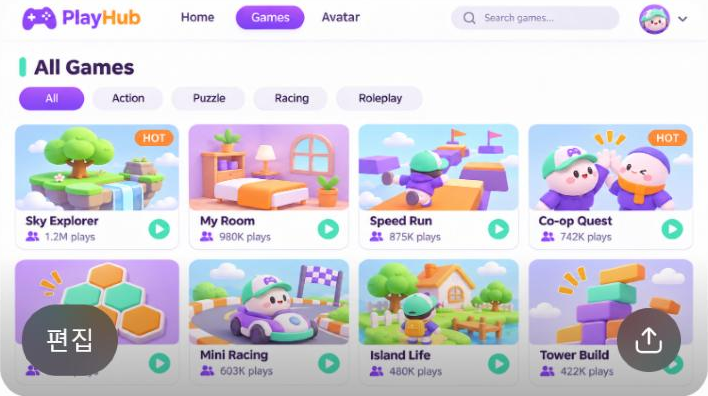 PlayHub Home Games Avatar Search games...
All Games
All Action Puzzle Racing Roleplay
HOT HOT
Sky Explorer My Room Speed Run Co-op Quest
1.2M plays 980K plays 875K plays 742K plays
편집
Mini Racing Island Life Tower Build
603K plays 480K plays 422K plays